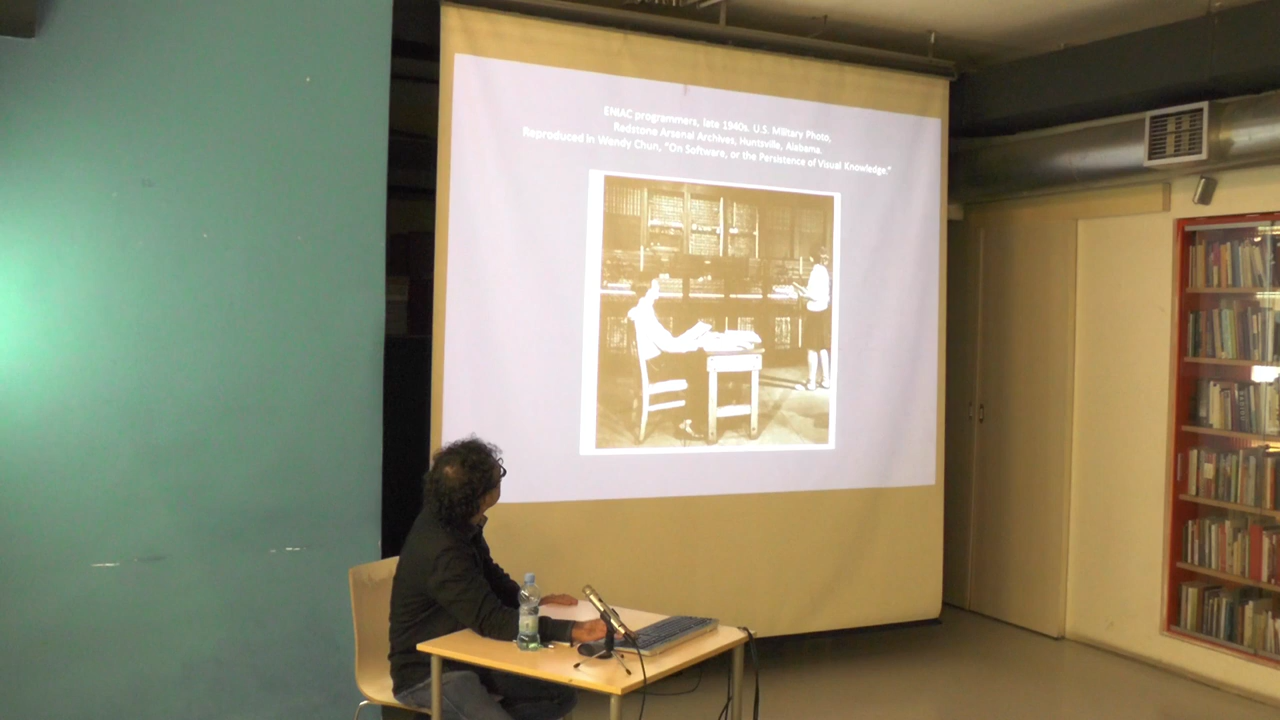 ENIAC programmers, late 1940s. U.S. Military Photo,
Redstone Arsenal Archives, Huntsville, Alabama.
Reproduced in Wendy Chun, "On Software, or the Persistence of Visual Knowledge."